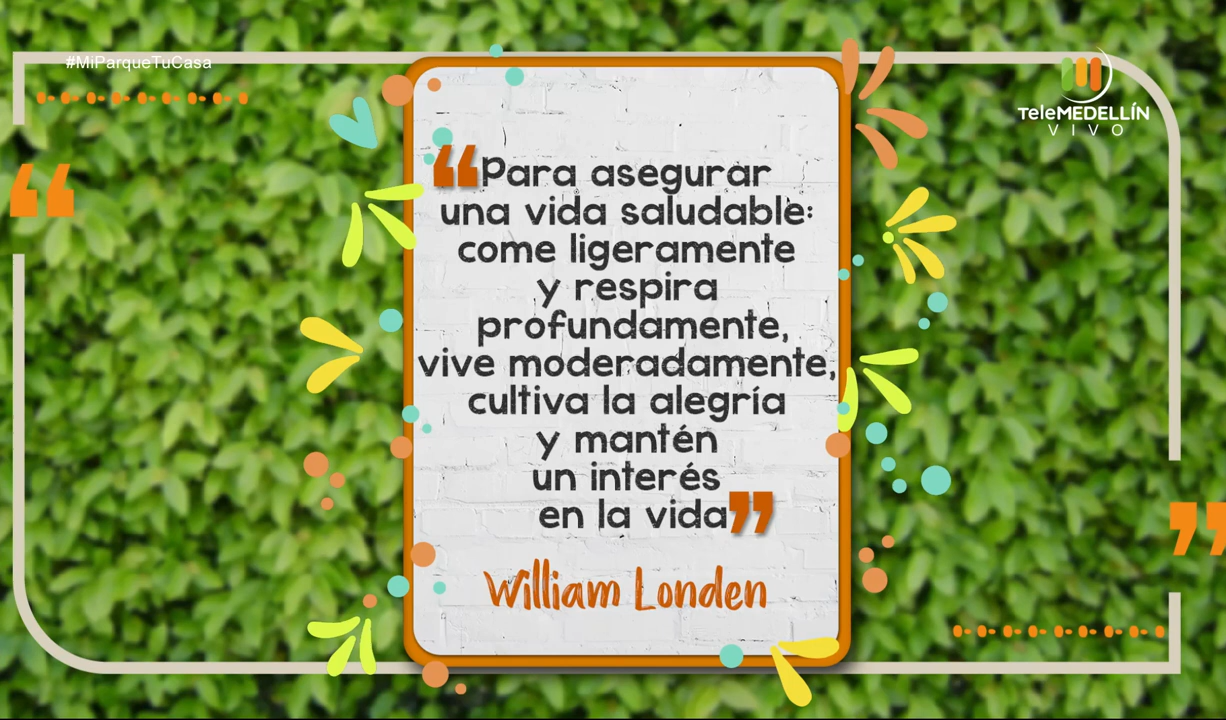 #MiParqueTuCasa
TeleMEDELLÍN
VIVO
“Para asegurar
una vida saludable:
come ligeramente
y respira
profundamente,
vive moderadamente,
cultiva la alegría
y mantén
un interés
en la vida”
William Londen